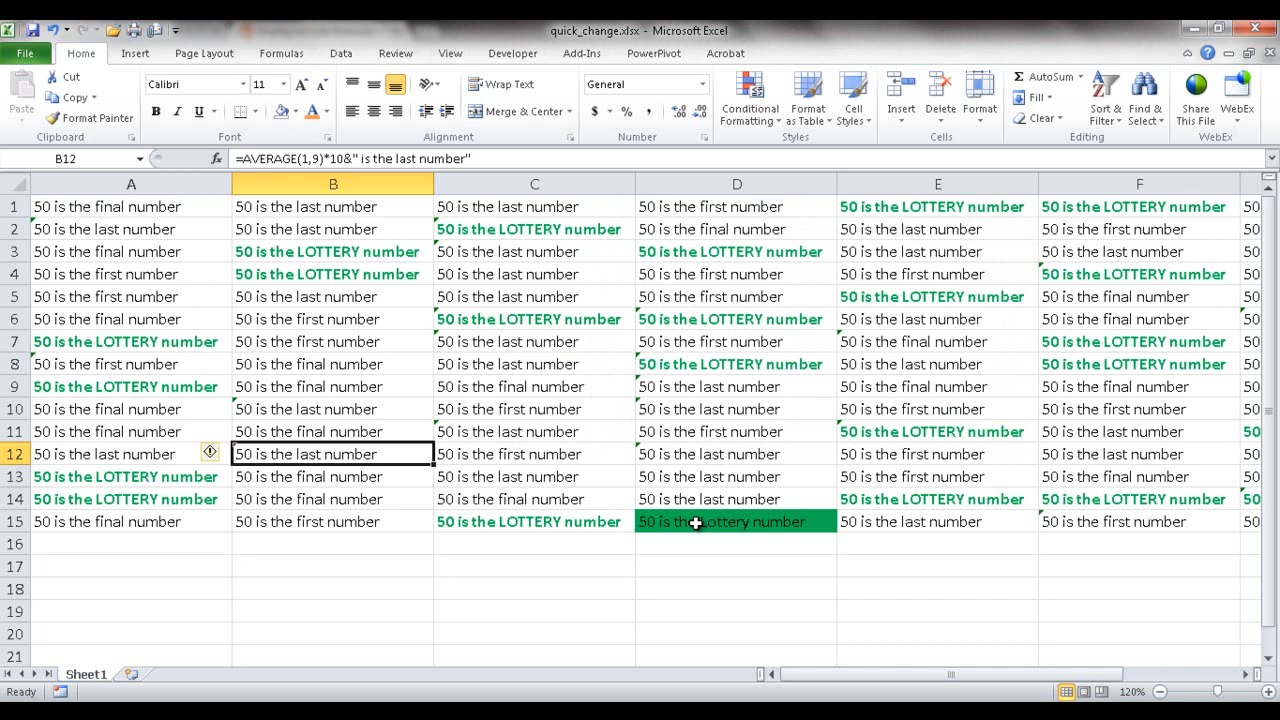 quick_change.xlsx - Microsoft Excel
File Home Insert Page Layout Formulas Data Review View Developer Add-Ins PowerPivot Acrobat
Cut Calibri 11 Wrap Text General AutoSum
Paste Copy Merge & Center Conditional Formatting Format as Table Cell Styles Insert Delete Format Fill Sort & Filter Find & Select Share This File WebEx
Format Painter Clear
Clipboard Font Alignment Number Styles Cells Editing WebEx
B12 fx =AVERAGE(1,9)*10&" is the last number"
A B C D E F
1 50 is the final number 50 is the last number 50 is the last number 50 is the first number 50 is the LOTTERY number 50 is the LOTTERY number 50
2 50 is the last number 50 is the last number 50 is the LOTTERY number 50 is the final number 50 is the last number 50 is the first number 50
3 50 is the final number 50 is the LOTTERY number 50 is the last number 50 is the LOTTERY number 50 is the last number 50 is the last number 50
4 50 is the first number 50 is the LOTTERY number 50 is the last number 50 is the first number 50 is the first number 50 is the LOTTERY number 50
5 50 is the first number 50 is the last number 50 is the last number 50 is the first number 50 is the LOTTERY number 50 is the final number 50
6 50 is the final number 50 is the first number 50 is the LOTTERY number 50 is the LOTTERY number 50 is the last number 50 is the final number 50
7 50 is the LOTTERY number 50 is the first number 50 is the last number 50 is the first number 50 is the final number 50 is the LOTTERY number 50
8 50 is the first number 50 is the final number 50 is the last number 50 is the LOTTERY number 50 is the last number 50 is the LOTTERY number 50
9 50 is the LOTTERY number 50 is the final number 50 is the final number 50 is the last number 50 is the final number 50 is the final number 50
10 50 is the final number 50 is the last number 50 is the first number 50 is the last number 50 is the first number 50 is the first number 50
11 50 is the final number 50 is the final number 50 is the last number 50 is the first number 50 is the LOTTERY number 50 is the last number 50
12 50 is the last number 50 is the last number 50 is the first number 50 is the last number 50 is the first number 50 is the first number 50
13 50 is the LOTTERY number 50 is the final number 50 is the last number 50 is the last number 50 is the first number 50 is the final number 50
14 50 is the LOTTERY number 50 is the final number 50 is the final number 50 is the last number 50 is the LOTTERY number 50 is the LOTTERY number 50
15 50 is the final number 50 is the first number 50 is the LOTTERY number 50 is the Lottery number 50 is the last number 50 is the first number 50
16
17
18
19
20
21
Sheet1
Ready 120%